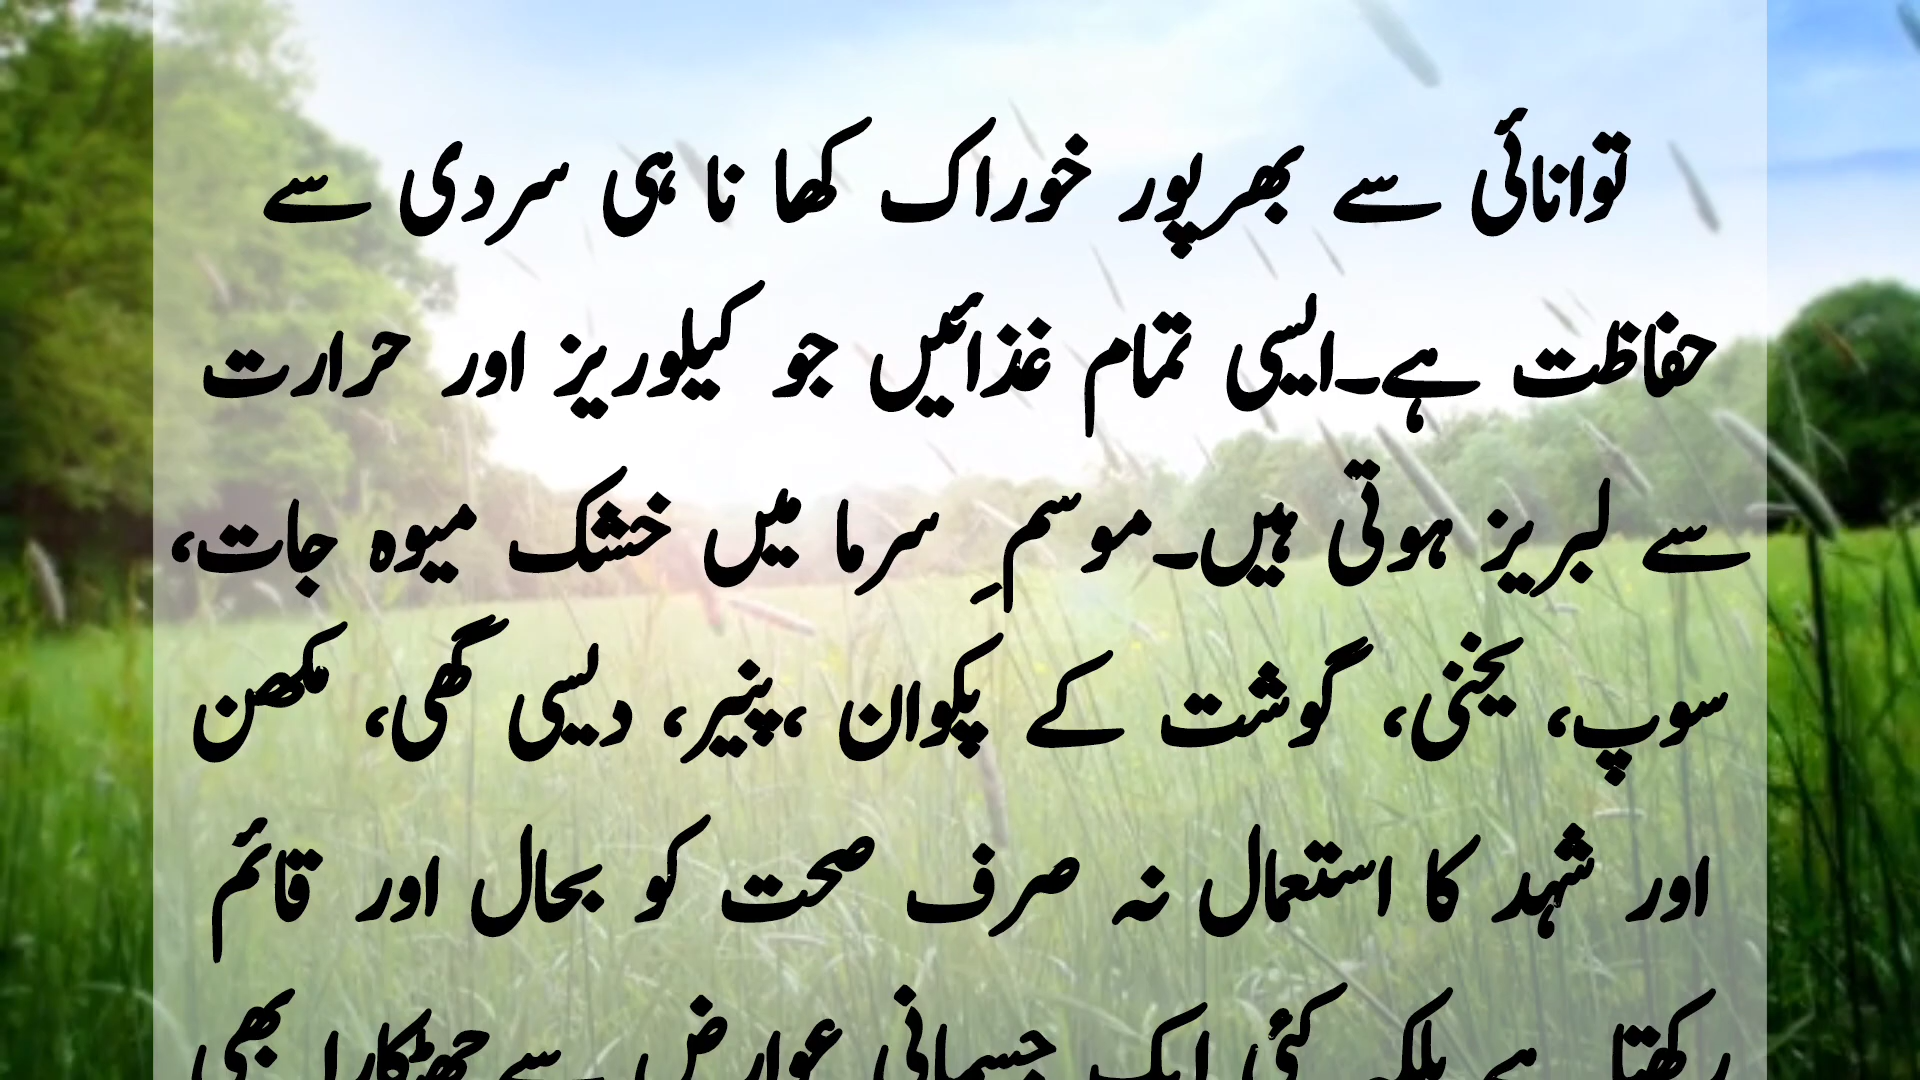 توانائی سے بھرپور خوراک کھا نا ہی سردی سے
حفاظت ہے۔ایسی تمام غذائیں جو کیلوریز اور حرارت
سے لبریز ہوتی ہیں۔موسم ِ سرما میں خشک میوہ جات،
سوپ، یخنی، گوشت کے پکوان ،پنیر، دیسی گھی، مکھن
اور شہد کا استعمال نہ صرف صحت کو بحال اور قائم
رکھتا ہے بلکہ کئی ایک جسمانی عوارض سے چھٹکارا بھی